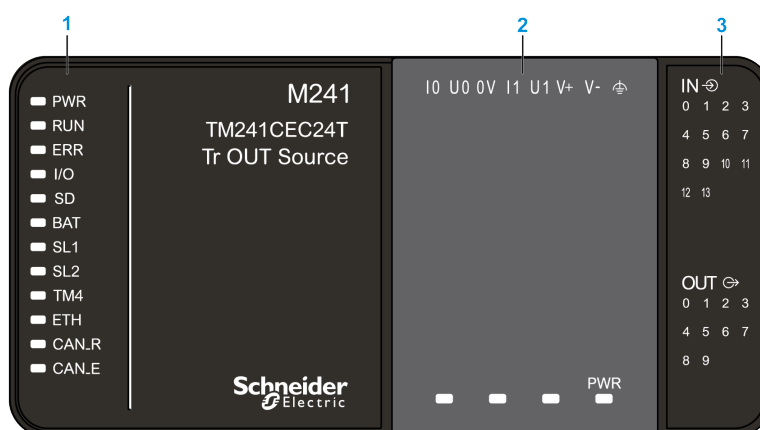 1
2
3
PWR
RUN
ERR
I/O
SD
BAT
SL1
SL2
TM4
ETH
CAN_R
CAN_E
M241
TM241CEC24T
Tr OUT Source
Schneider
Electric
I0 U0 0V I1 U1 V+ V-
PWR
IN
0 1 2 3
4 5 6 7
8 9 10 11
12 13
OUT
0 1 2 3
4 5 6 7
8 9